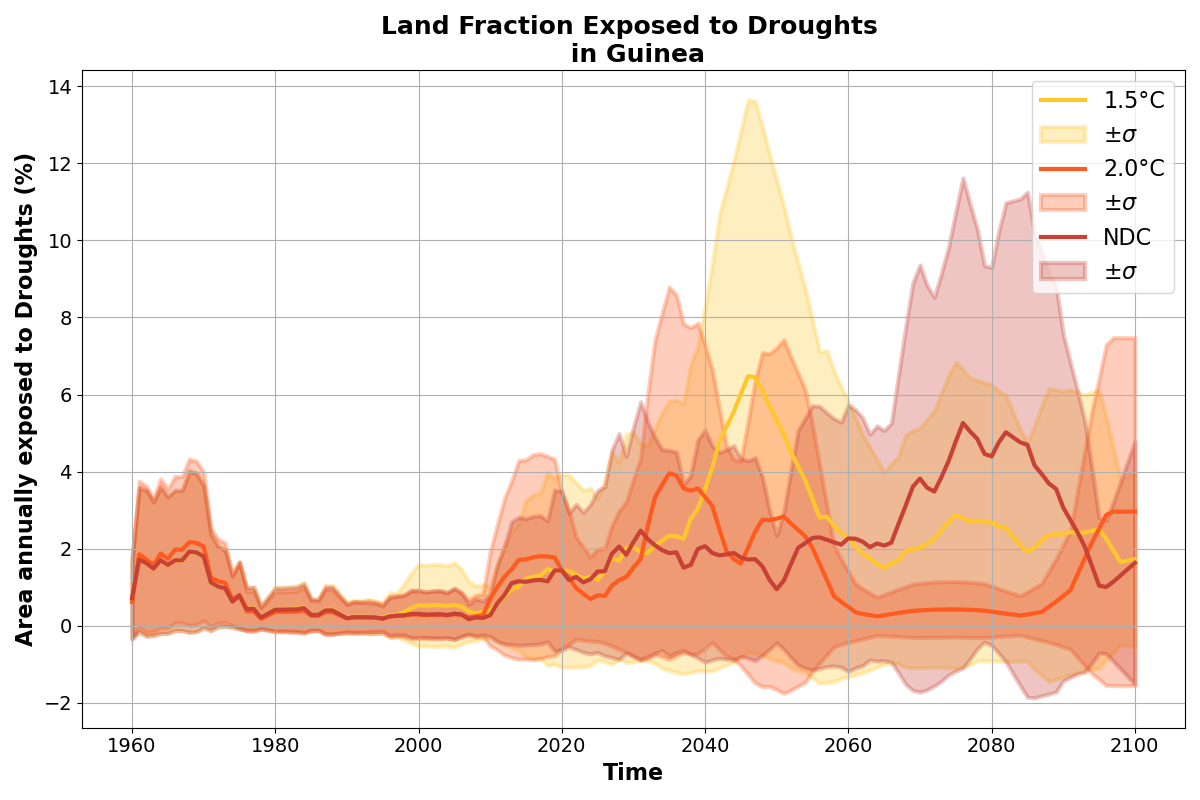 Land Fraction Exposed to Droughts
in Guinea
Area annually exposed to Droughts (%)
14
12
10
8
6
4
2
0
−2
1960
1980
2000
2020
2040
2060
2080
2100
Time
1.5°C
±σ
2.0°C
±σ
NDC
±σ